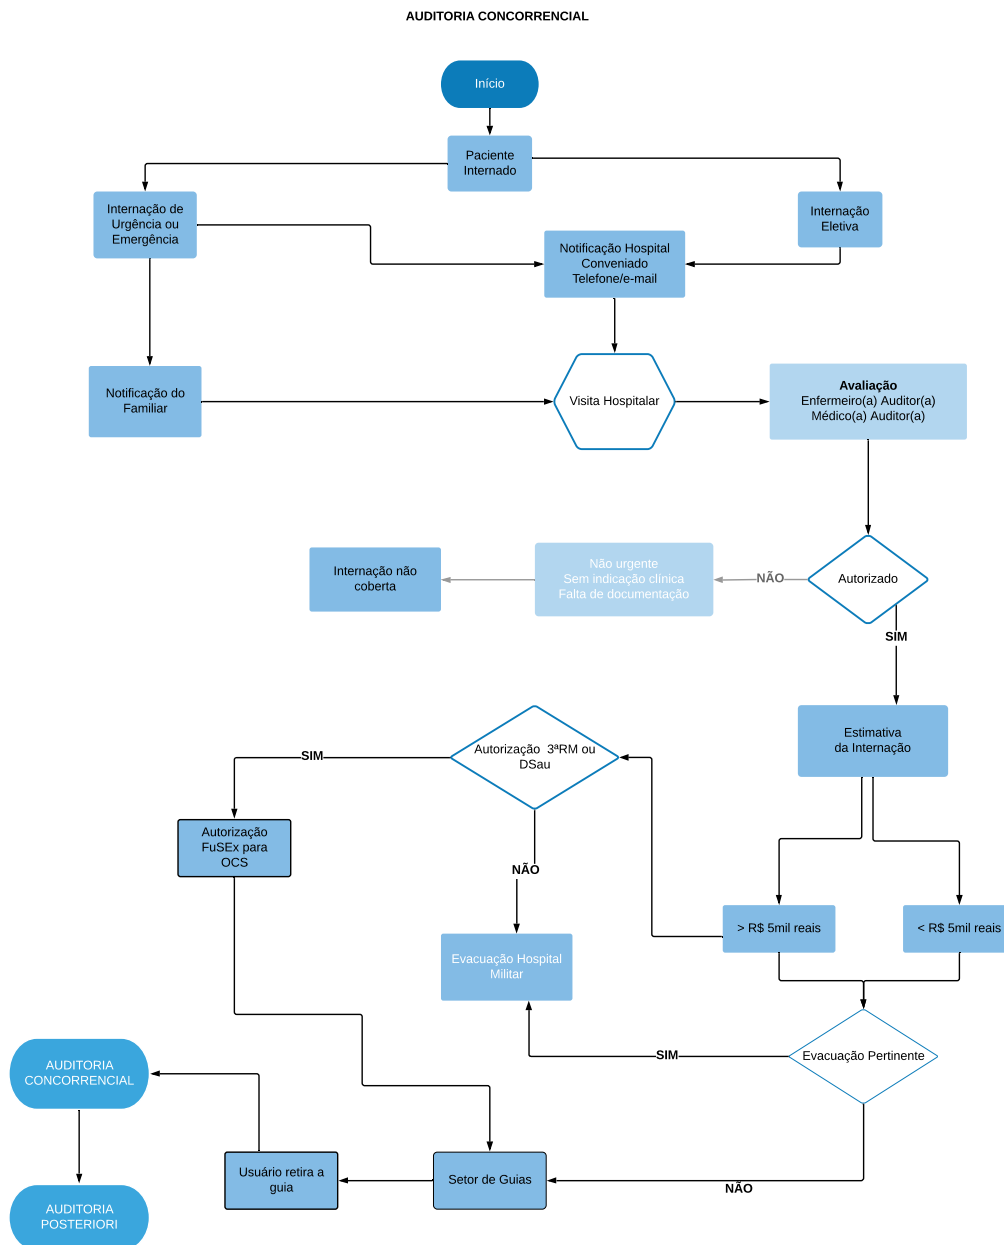 AUDITORIA CONCORRENCIAL
Início
Paciente
Internado
Internação de
Urgência ou
Emergência
Internação
Eletiva
Notificação Hospital
Conveniado
Telefone/e-mail
Notificação do
Familiar
Visita Hospitalar
Avaliação
Enfermeiro(a) Auditor(a)
Médico(a) Auditor(a)
Internação não
coberta
Não urgente
Sem indicação clínica
Falta de documentação
NÃO
Autorizado
SIM
Estimativa
da Internação
Autorização 3ªRM ou
DSau
SIM
Autorização
FuSEx para
OCS
NÃO
> R$ 5mil reais
< R$ 5mil reais
Evacuação Hospital
Militar
SIM
Evacuação Pertinente
AUDITORIA
CONCORRENCIAL
Usuário retira a
guia
Setor de Guias
NÃO
AUDITORIA
POSTERIORI